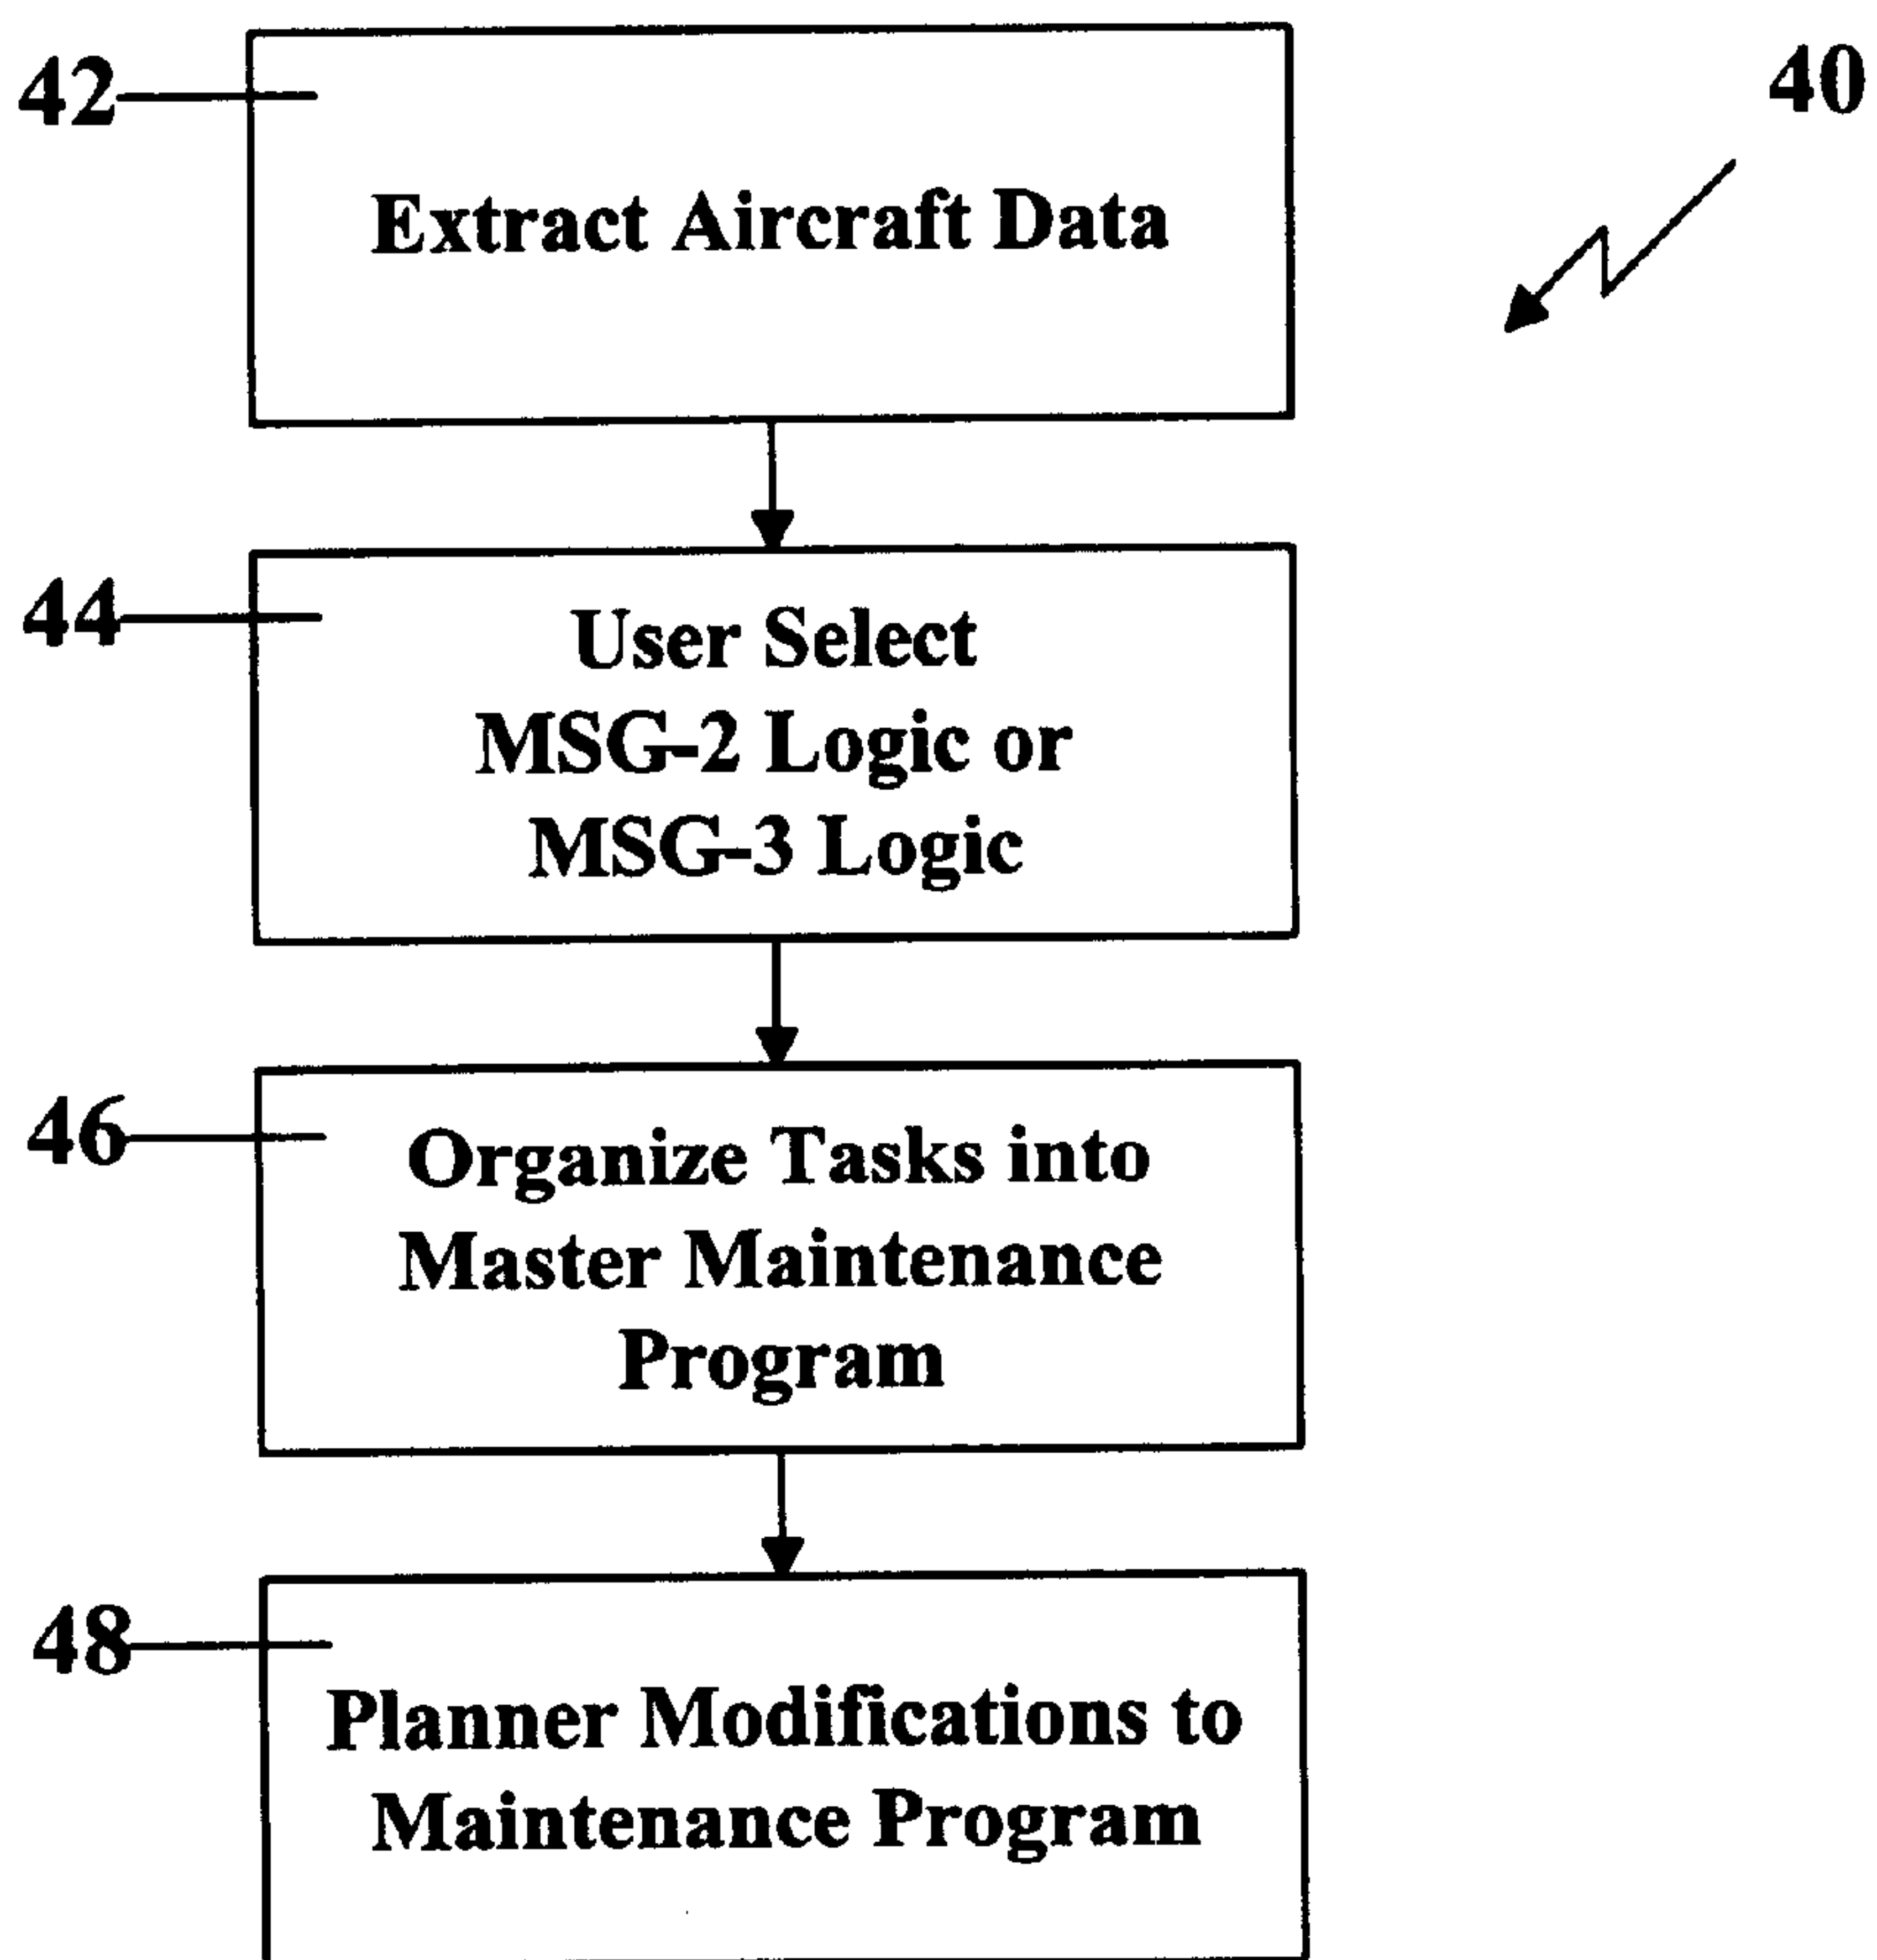 42
40
Extract Aircraft Data
44
User Select
MSG-2 Logic or
MSG-3 Logic
46
Organize Tasks into
Master Maintenance
Program
48
Planner Modifications to
Maintenance Program